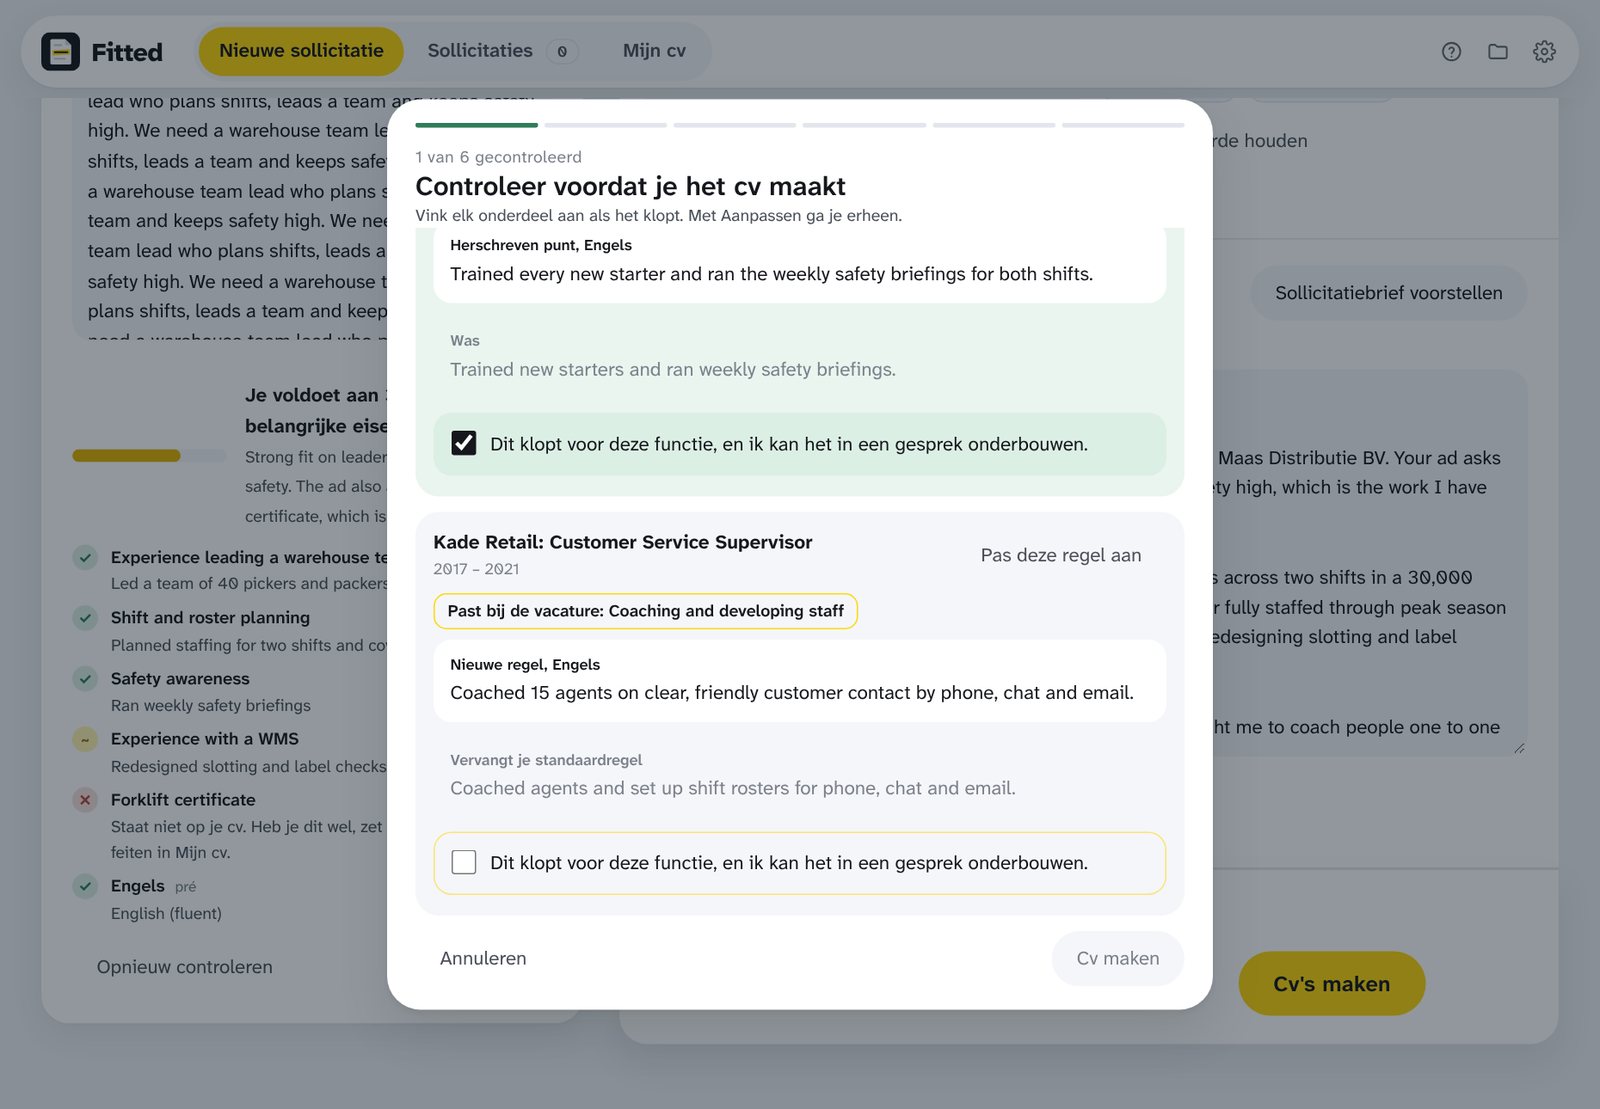 Fitted
Nieuwe sollicitatie
Sollicitaties 0
Mijn cv
lead who plans shifts, leads a team and keeps safety
high. We need a warehouse team le
shifts, leads a team and keeps safe
a warehouse team lead who plans s
team and keeps safety high. We nee
team lead who plans shifts, leads a
safety high. We need a warehouse t
plans shifts, leads a team and keep
need a warehouse team lead who p
Je voldoet aan
belangrijke eise
Strong fit on leader
safety. The ad also
certificate, which is
Experience leading a warehouse te
Led a team of 40 pickers and packers
Shift and roster planning
Planned staffing for two shifts and co
Safety awareness
Ran weekly safety briefings
~ Experience with a WMS
Redesigned slotting and label checks
Forklift certificate
Staat niet op je cv. Heb je dit wel, zet
feiten in Mijn cv.
Engels pré
English (fluent)
Opnieuw controleren
1 van 6 gecontroleerd
Controleer voordat je het cv maakt
Vink elk onderdeel aan als het klopt. Met Aanpassen ga je erheen.
Herschreven punt, Engels
Trained every new starter and ran the weekly safety briefings for both shifts.
Was
Trained new starters and ran weekly safety briefings.
Dit klopt voor deze functie, en ik kan het in een gesprek onderbouwen.
Kade Retail: Customer Service Supervisor
2017 – 2021
Pas deze regel aan
Past bij de vacature: Coaching and developing staff
Nieuwe regel, Engels
Coached 15 agents on clear, friendly customer contact by phone, chat and email.
Vervangt je standaardregel
Coached agents and set up shift rosters for phone, chat and email.
Dit klopt voor deze functie, en ik kan het in een gesprek onderbouwen.
Annuleren
Cv maken
rde houden
Sollicitatiebrief voorstellen
Maas Distributie BV. Your ad asks
ty high, which is the work I have
s across two shifts in a 30,000
r fully staffed through peak season
edesigning slotting and label
ht me to coach people one to one
Cv's maken